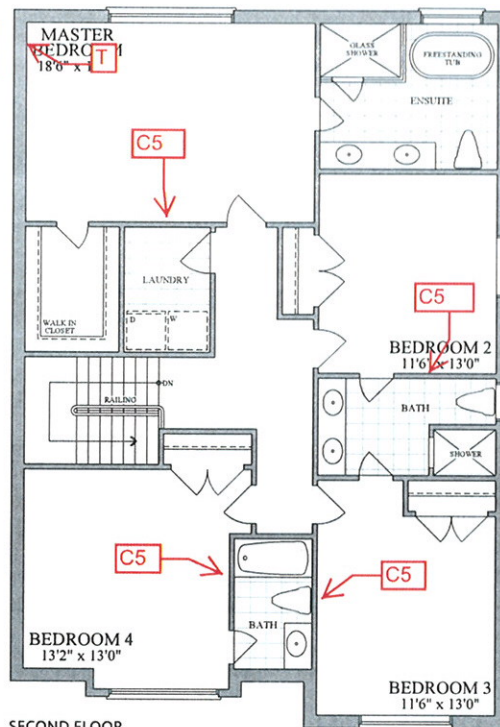 MASTER
BEDROOM
18'6" x
T
GLASS
SHOWER
FREESTANDING
TUB
ENSUITE
C5
LAUNDRY
D W
WALK IN
CLOSET
C5
BEDROOM 2
11'6" x 13'0"
DN
RAILING
BATH
SHOWER
C5
C5
BATH
BEDROOM 4
13'2" x 13'0"
BEDROOM 3
11'6" x 13'0"
SECOND FLOOR